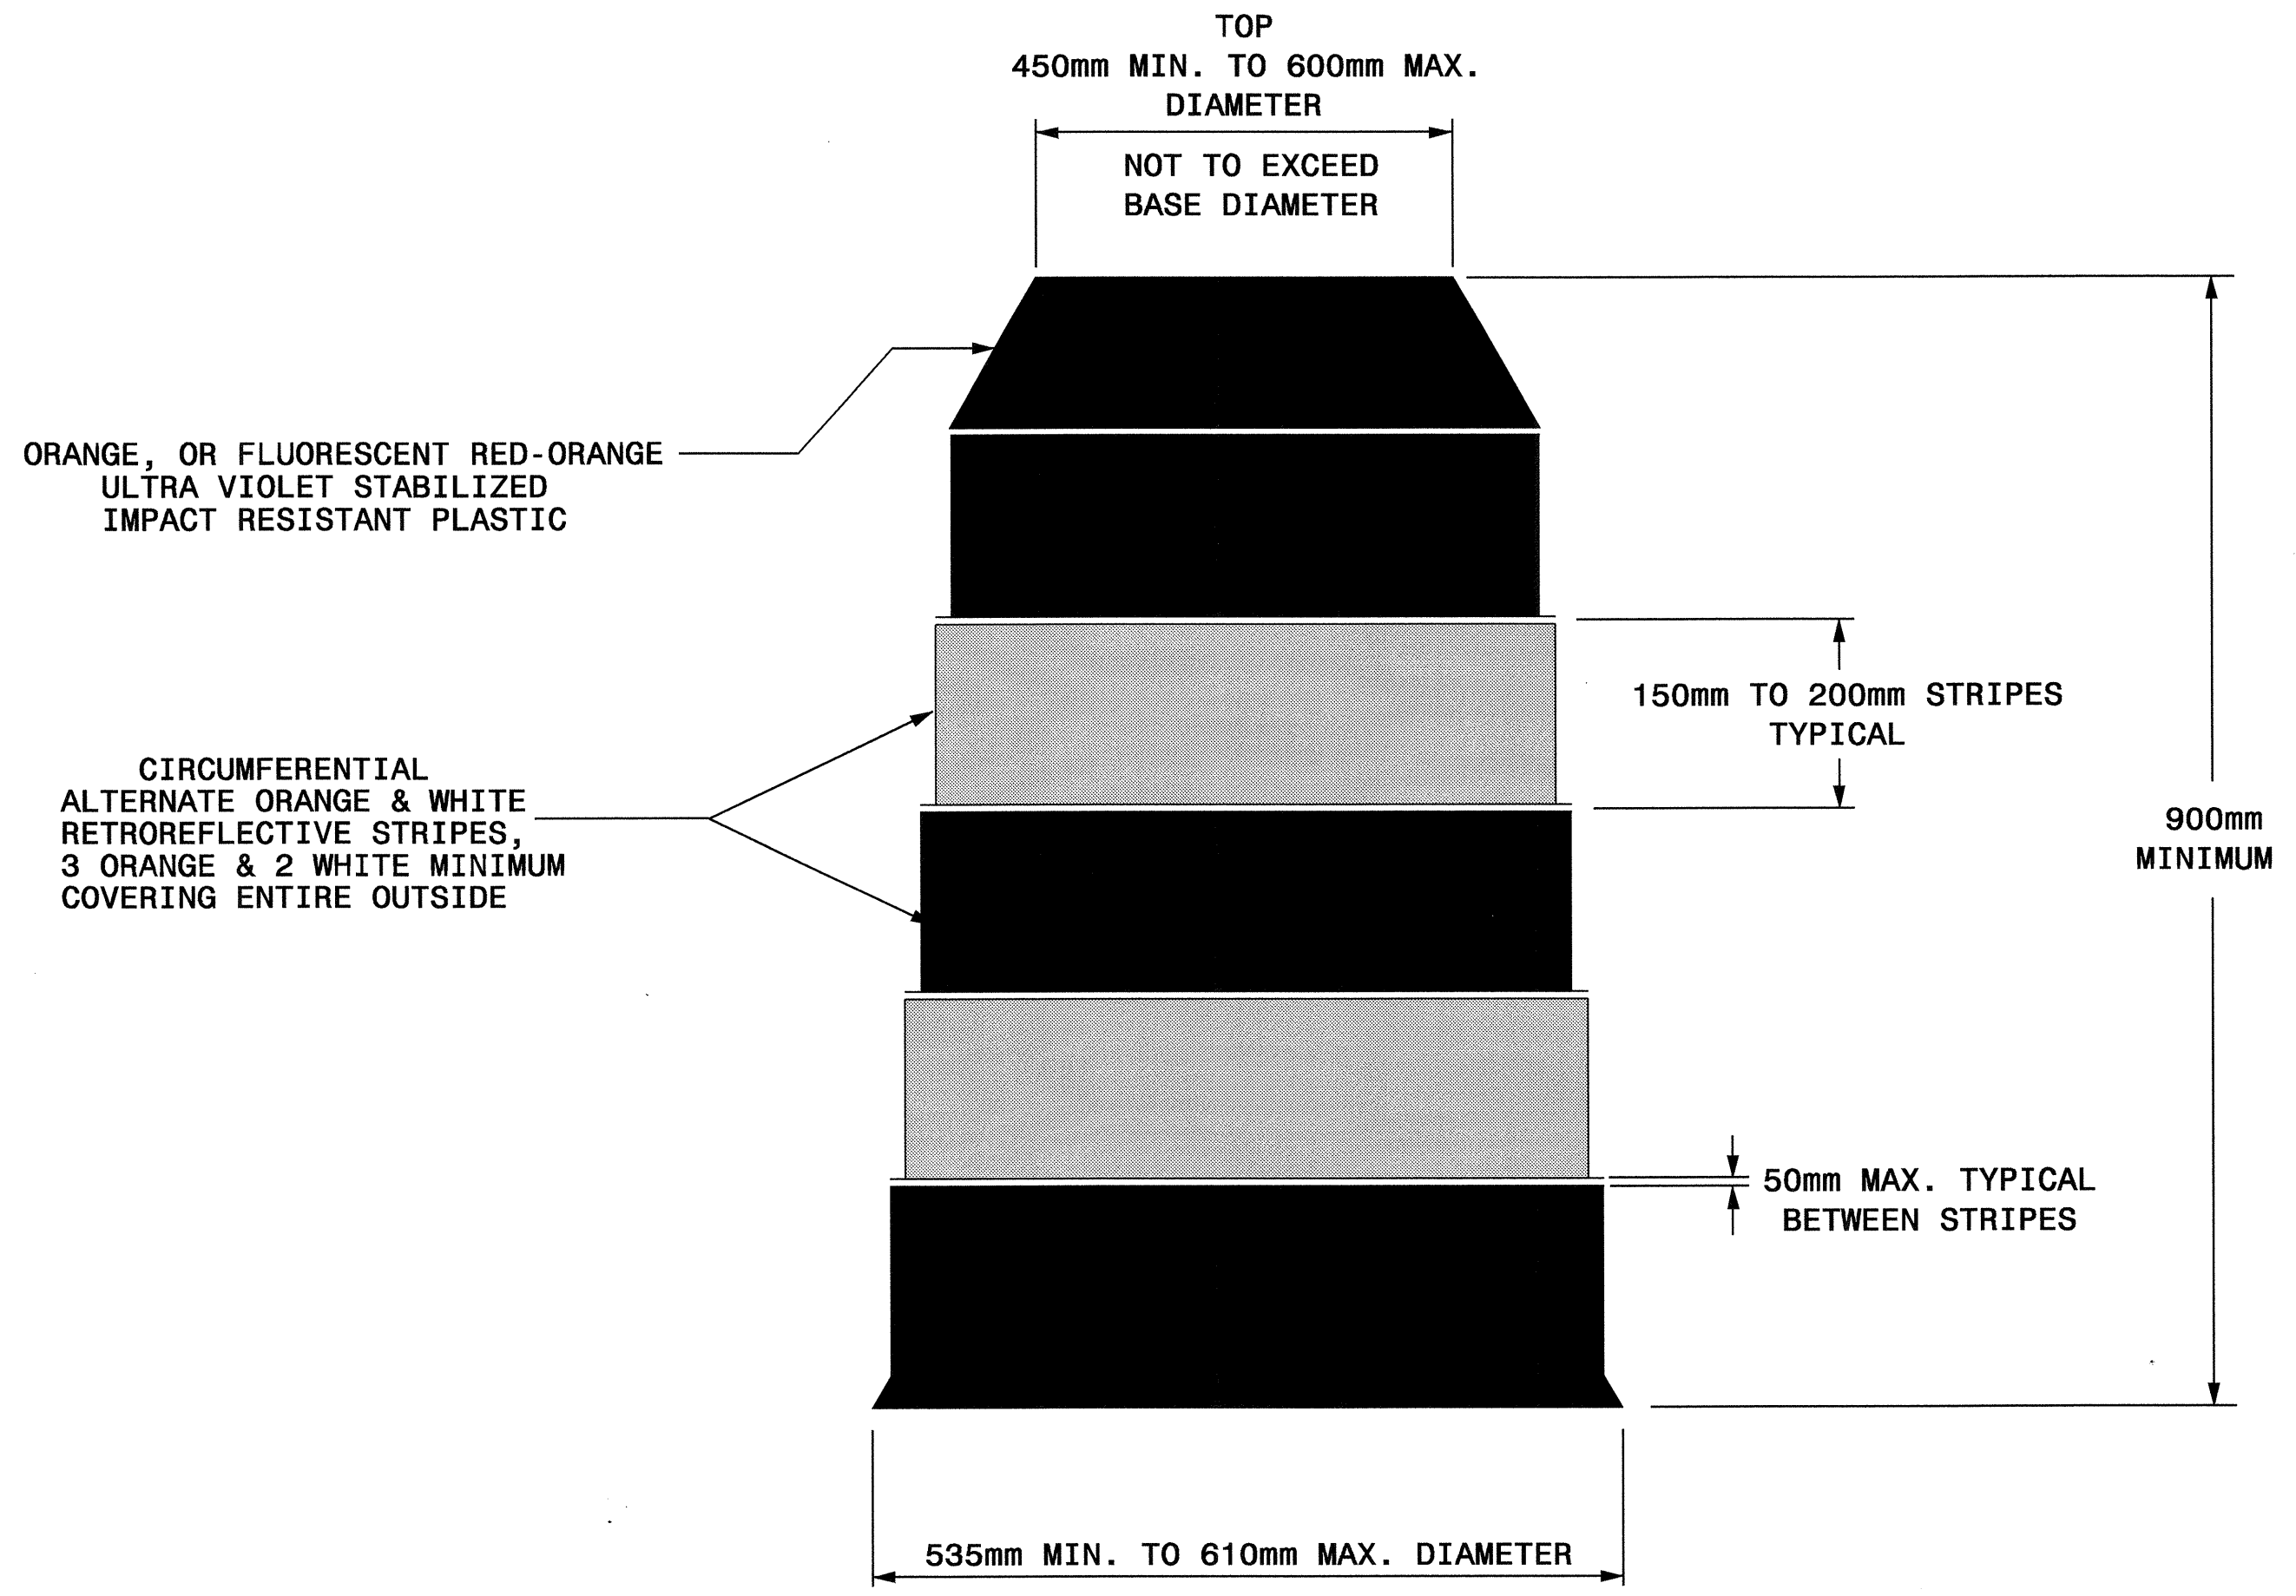 TOP
450mm MIN. TO 600mm MAX.
DIAMETER
NOT TO EXCEED
BASE DIAMETER
ORANGE, OR FLUORESCENT RED-ORANGE
ULTRA VIOLET STABILIZED
IMPACT RESISTANT PLASTIC
150mm TO 200mm STRIPES
TYPICAL
CIRCUMFERENTIAL
ALTERNATE ORANGE & WHITE
RETROREFLECTIVE STRIPES,
3 ORANGE & 2 WHITE MINIMUM
COVERING ENTIRE OUTSIDE
900mm
MINIMUM
50mm MAX. TYPICAL
BETWEEN STRIPES
535mm MIN. TO 610mm MAX. DIAMETER